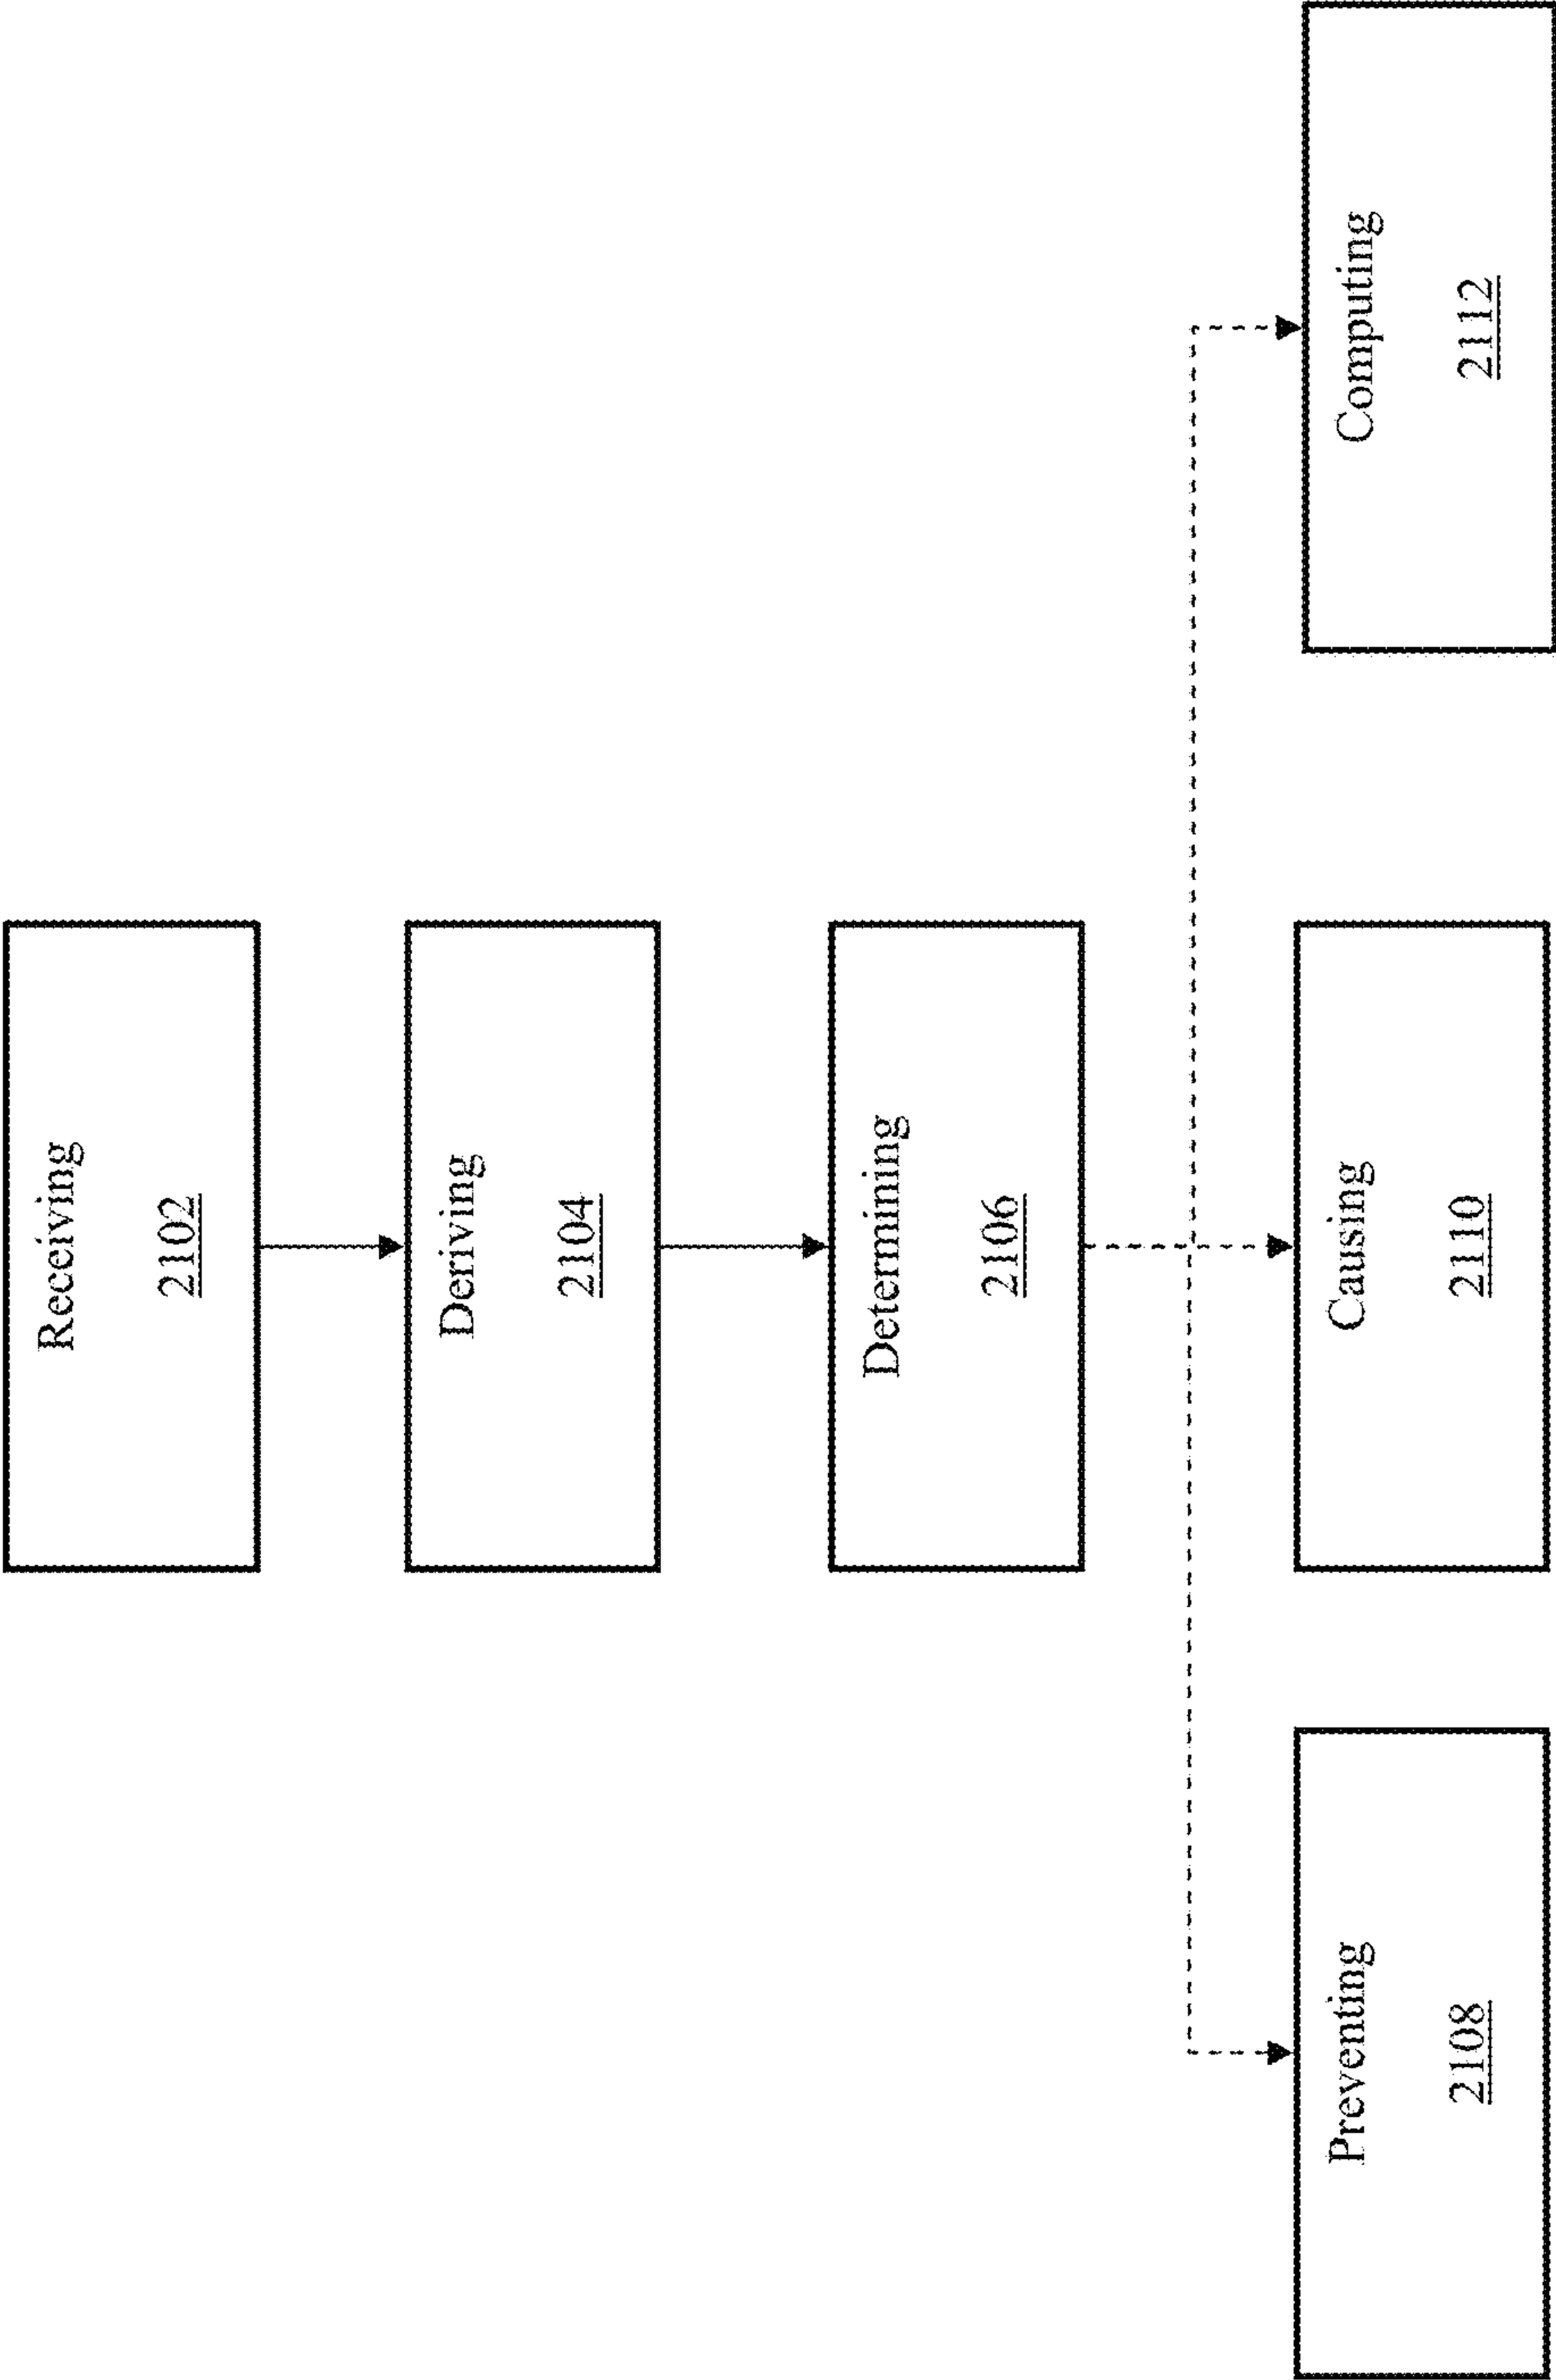 Receiving
2102
Deriving
2104
Determining
2106
Preventing
2108
Causing
2110
Computing
2112